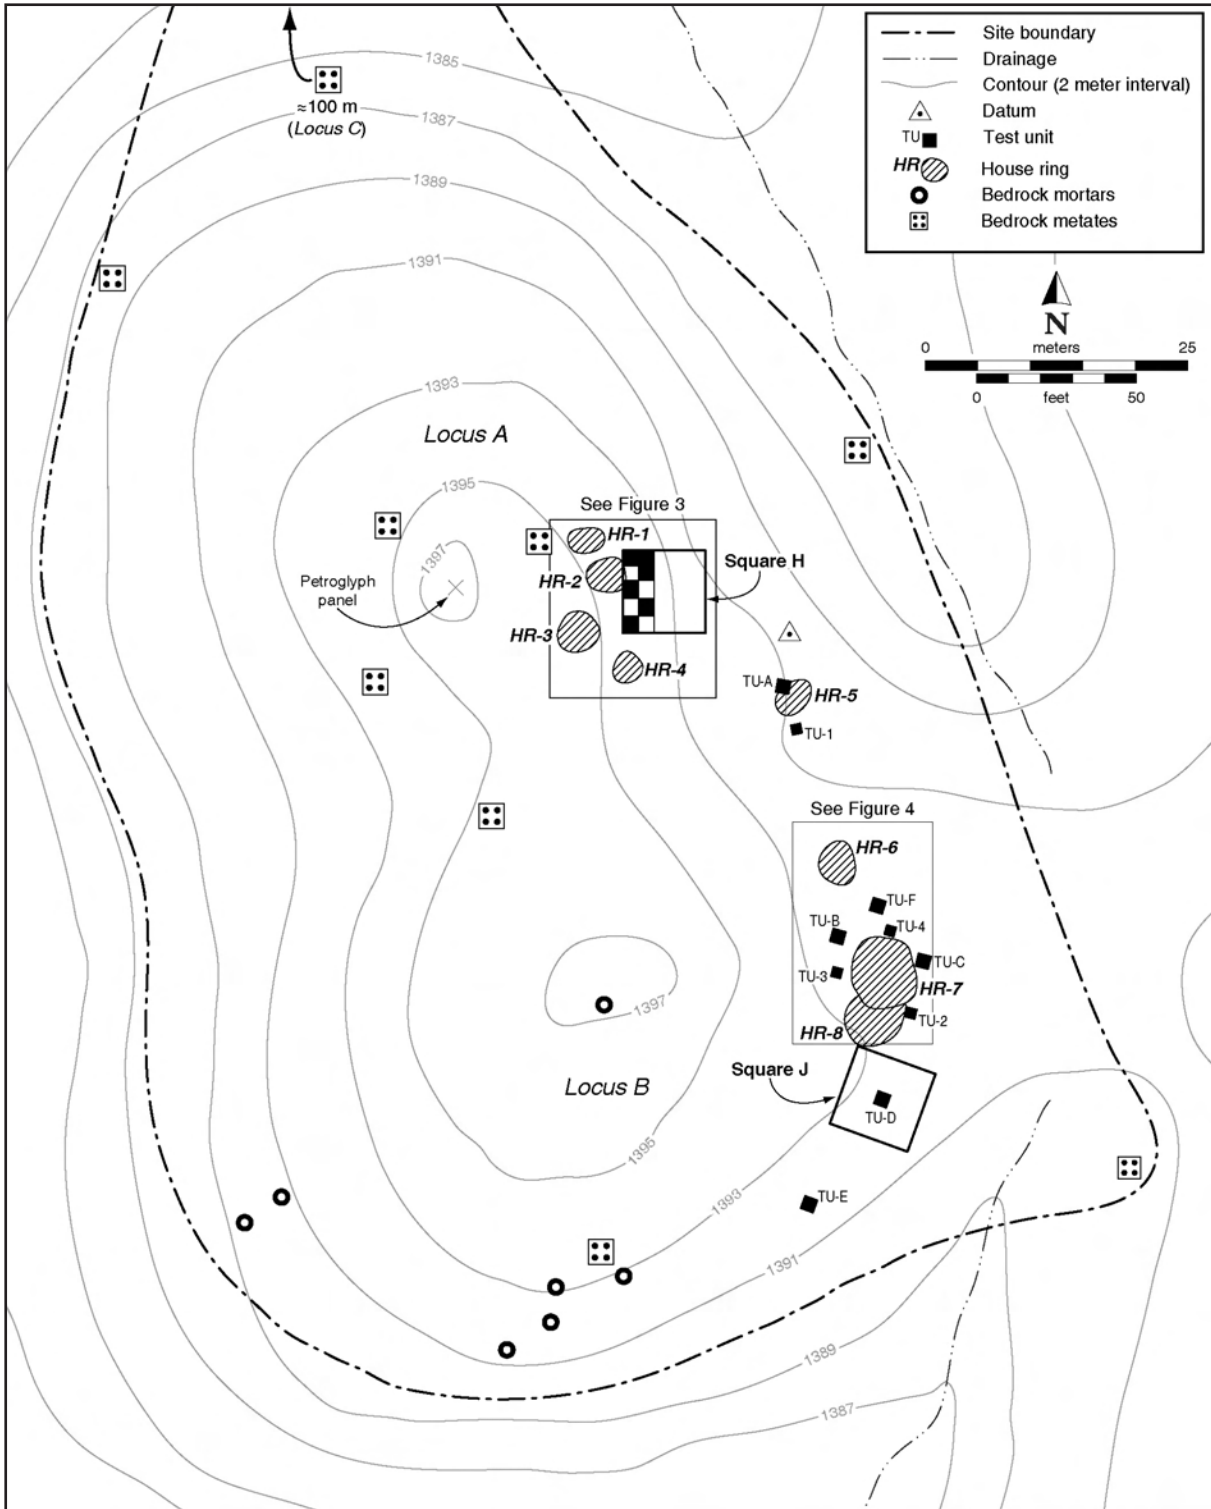 Site boundary
Drainage
Contour (2 meter interval)
Datum
TU Test unit
HR House ring
Bedrock mortars
Bedrock metates
N
0 meters 25
0 feet 50
1385
≈100 m
(Locus C)
1387
1389
1391
1393
Locus A
1395
See Figure 3
HR-1
1397
HR-2
Square H
Petroglyph
panel
HR-3
HR-4
TU-A
HR-5
TU-1
See Figure 4
HR-6
TU-F
TU-B
TU-4
TU-C
TU-3
HR-7
1397
TU-2
HR-8
Square J
Locus B
TU-D
1395
1393
TU-E
1391
1389
1387